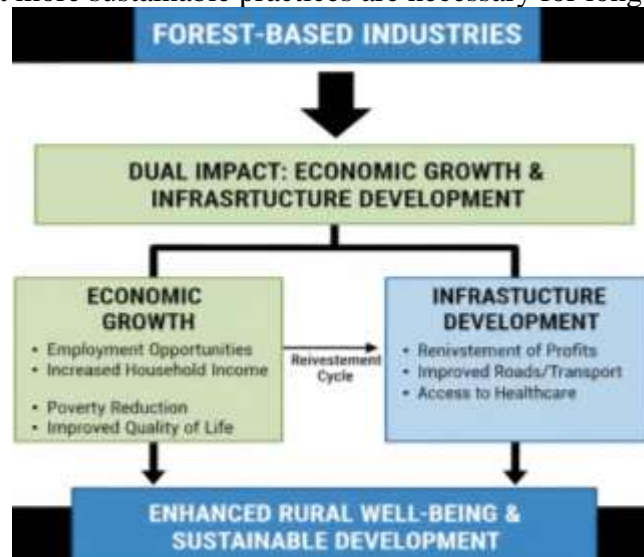 t more sustainable practices are necessary for long
FOREST-BASED INDUSTRIES
DUAL IMPACT: ECONOMIC GROWTH &
INFRASRTUCTURE DEVELOPMENT
ECONOMIC
GROWTH
• Employment Opportunities
• Increased Household Income
• Poverty Reduction
• Improved Quality of Life
Reivestement
Cycle
INFRASTUCTURE
DEVELOPMENT
• Renivstement of Profits
• Improved Roads/Transport
• Access to Healthcare
ENHANCED RURAL WELL-BEING &
SUSTAINABLE DEVELOPMENT